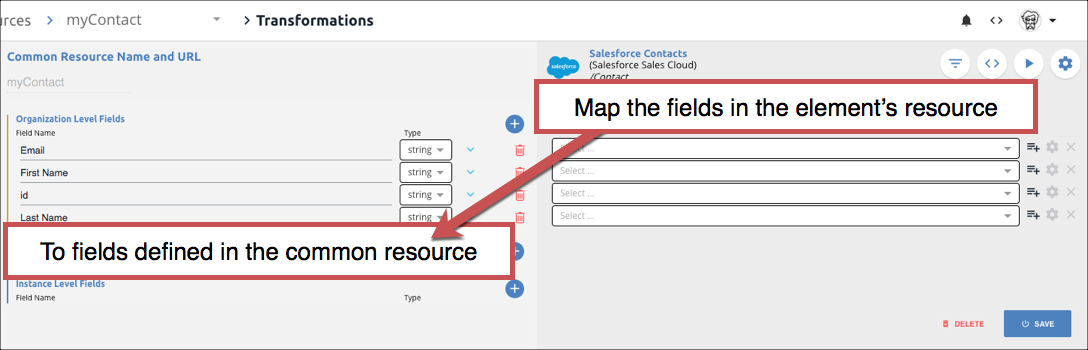 urces > myContact > Transformations
Common Resource Name and URL
myContact
Salesforce Contacts
(Salesforce Sales Cloud)
/Contact
salesforce
Map the fields in the element's resource
Organization Level Fields
Field Name Type
Email string
First Name string
id string
Last Name string
Select ...
Select ...
Select ...
To fields defined in the common resource
Instance Level Fields
Field Name Type
DELETE
SAVE